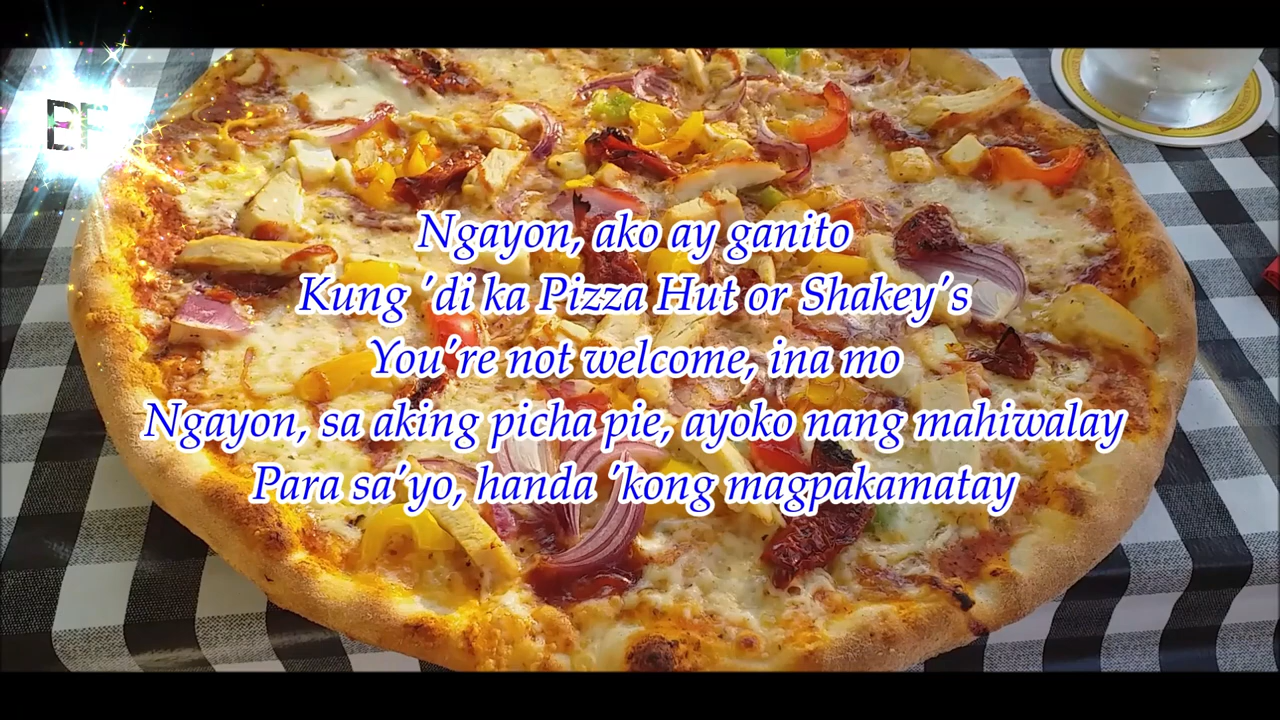 EF
Ngayon, ako ay ganito
Kung 'di ka Pizza Hut or Shakey's
You're not welcome, ina mo
Ngayon, sa aking picha pie, ayoko nang mahiwalay
Para sa'yo, handa 'kong magpakamatay